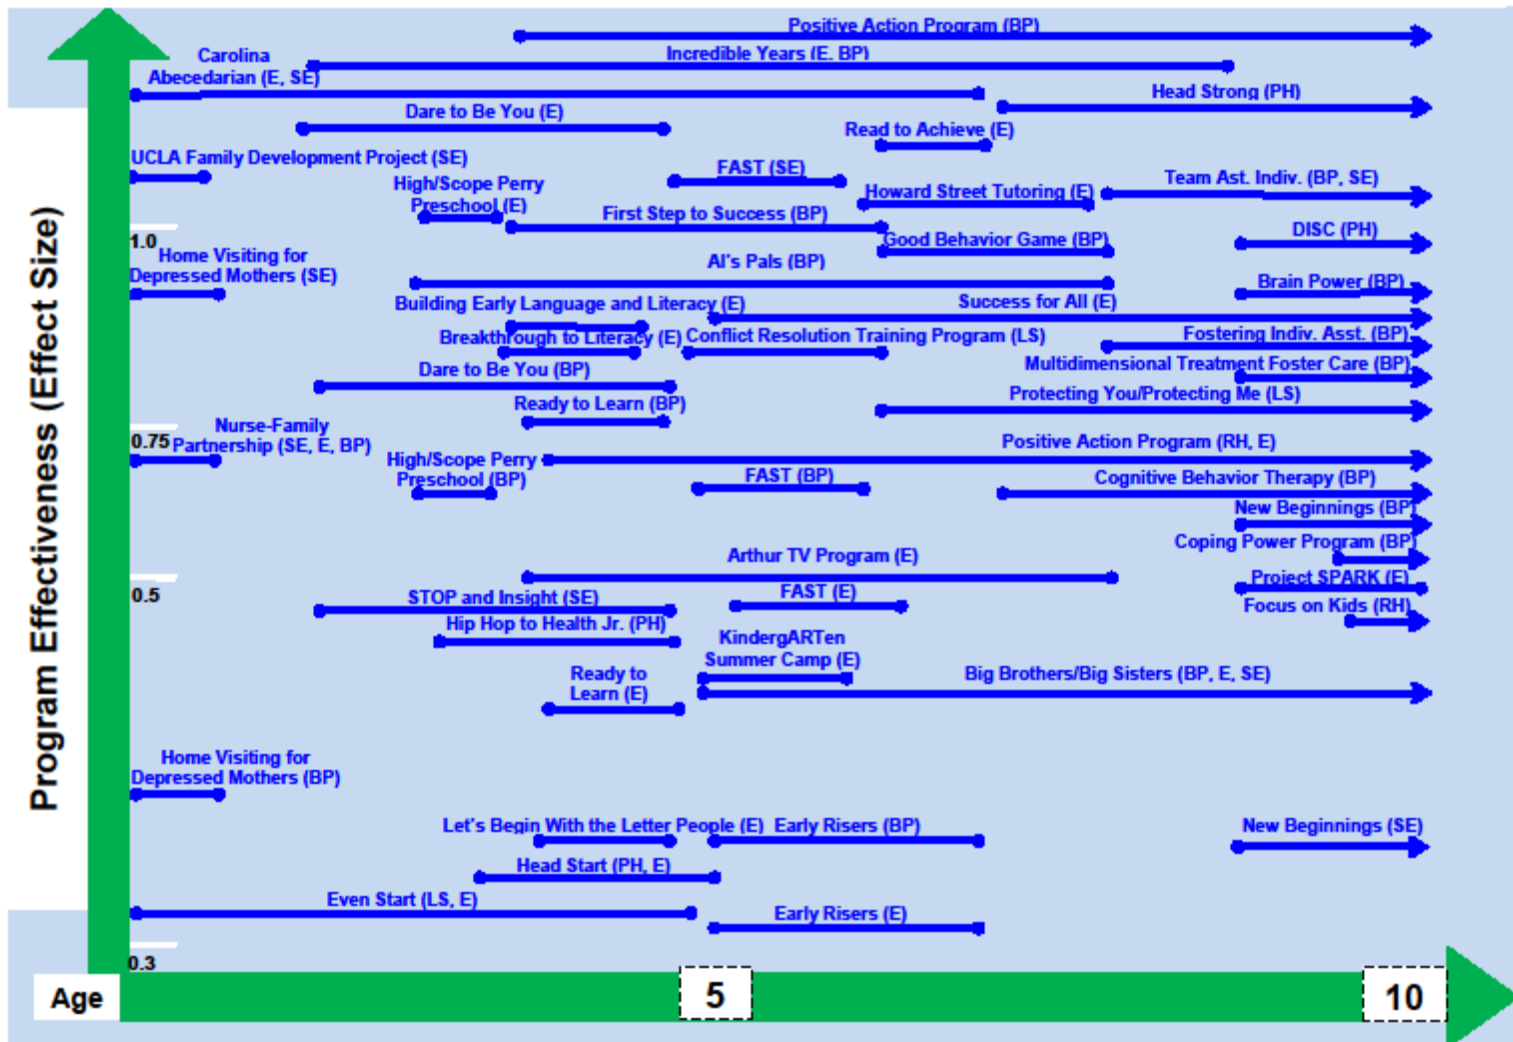 Positive Action Program (BP)
Carolina
Abecedarian (E, SE)
Incredible Years (E. BP)
Head Strong (PH)
Dare to Be You (E)
Read to Achieve (E)
UCLA Family Development Project (SE)
FAST (SE)
High/Scope Perry
Preschool (E)
Howard Street Tutoring (E)
Team Ast. Indiv. (BP, SE)
First Step to Success (BP)
1.0
Good Behavior Game (BP)
DISC (PH)
Home Visiting for
Depressed Mothers (SE)
Al's Pals (BP)
Brain Power (BP)
Building Early Language and Literacy (E)
Success for All (E)
Breakthrough to Literacy (E)
Conflict Resolution Training Program (LS)
Fostering Indiv. Asst. (BP)
Dare to Be You (BP)
Multidimensional Treatment Foster Care (BP)
Ready to Learn (BP)
Protecting You/Protecting Me (LS)
0.75
Nurse-Family
Partnership (SE, E, BP)
Positive Action Program (RH, E)
High/Scope Perry
Preschool (BP)
FAST (BP)
Cognitive Behavior Therapy (BP)
New Beginnings (BP)
Coping Power Program (BP)
Arthur TV Program (E)
0.5
Project SPARK (E)
STOP and Insight (SE)
FAST (E)
Focus on Kids (RH)
Hip Hop to Health Jr. (PH)
KindergARTen
Summer Camp (E)
Ready to
Learn (E)
Big Brothers/Big Sisters (BP, E, SE)
Home Visiting for
Depressed Mothers (BP)
Let's Begin With the Letter People (E)
Early Risers (BP)
New Beginnings (SE)
Head Start (PH, E)
Even Start (LS, E)
Early Risers (E)
0.3
Program Effectiveness (Effect Size)
Age
5
10